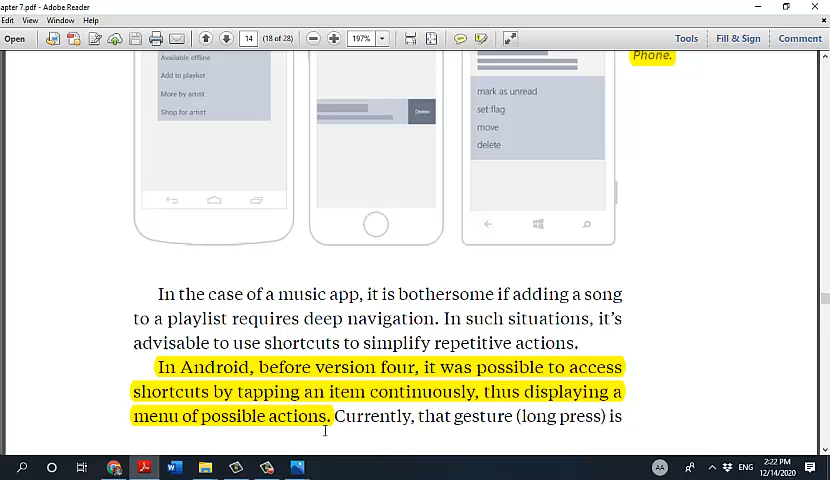 apter 7.pdf - Adobe Reader
Edit View Window Help
Open 14 (18 of 28) 197% Tools Fill & Sign Comment
Phone.
Available offline
Add to playlist
More by artist
Shop for artist
Delete
mark as unread
set flag
move
delete
In the case of a music app, it is bothersome if adding a song
to a playlist requires deep navigation. In such situations, it's
advisable to use shortcuts to simplify repetitive actions.
In Android, before version four, it was possible to access
shortcuts by tapping an item continuously, thus displaying a
menu of possible actions. Currently, that gesture (long press) is
AA ENG 2:22 PM
12/14/2020